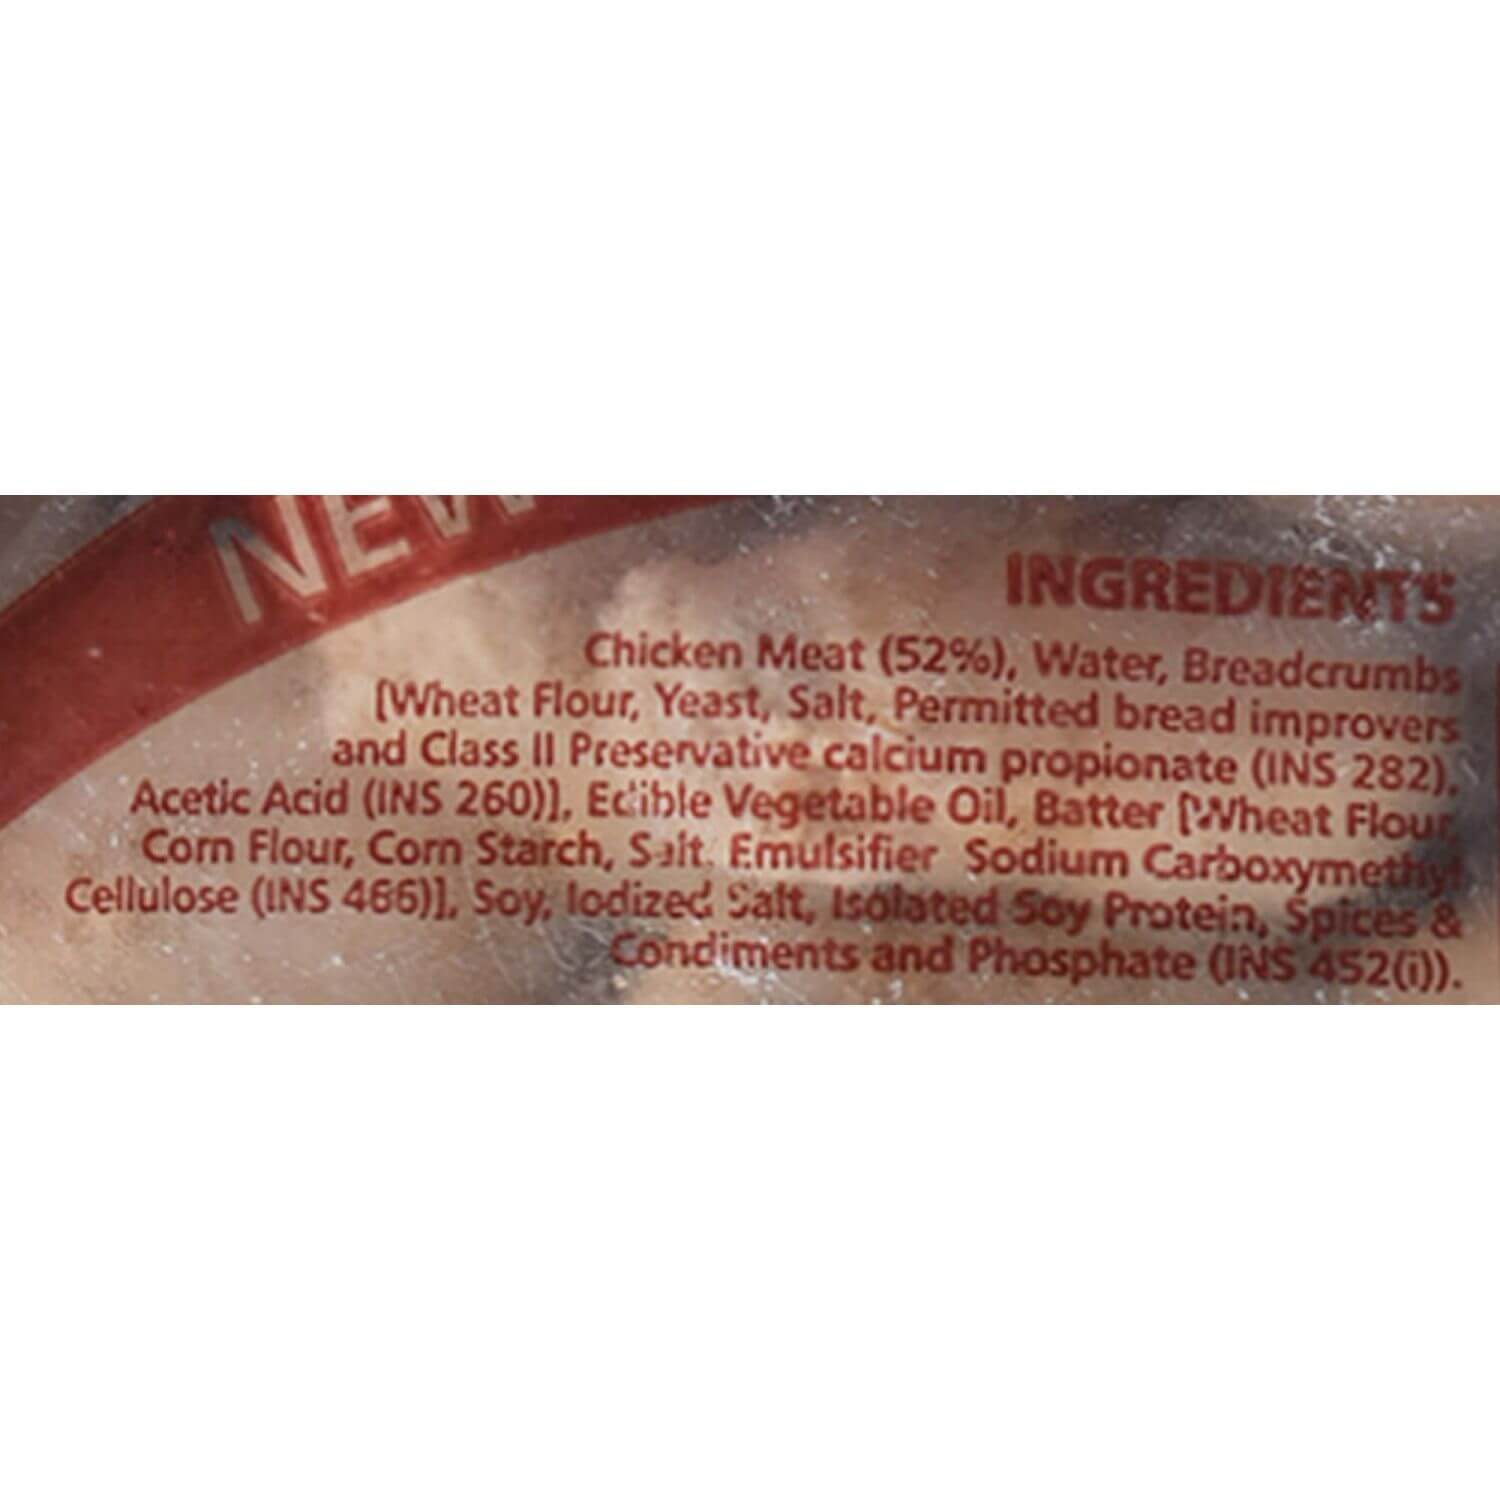 NEW
INGREDIENTS
Chicken Meat (52%), Water, Breadcrumbs
[Wheat Flour, Yeast, Salt, Permitted bread improvers
and Class II Preservative calcium propionate (INS 282),
Acetic Acid (INS 260)], Edible Vegetable Oil, Batter [Wheat Flour,
Corn Flour, Corn Starch, Salt, Emulsifier Sodium Carboxymethyl
Cellulose (INS 466)], Soy, Iodized Salt, Isolated Soy Protein, Spices &
Condiments and Phosphate (INS 452(i)).